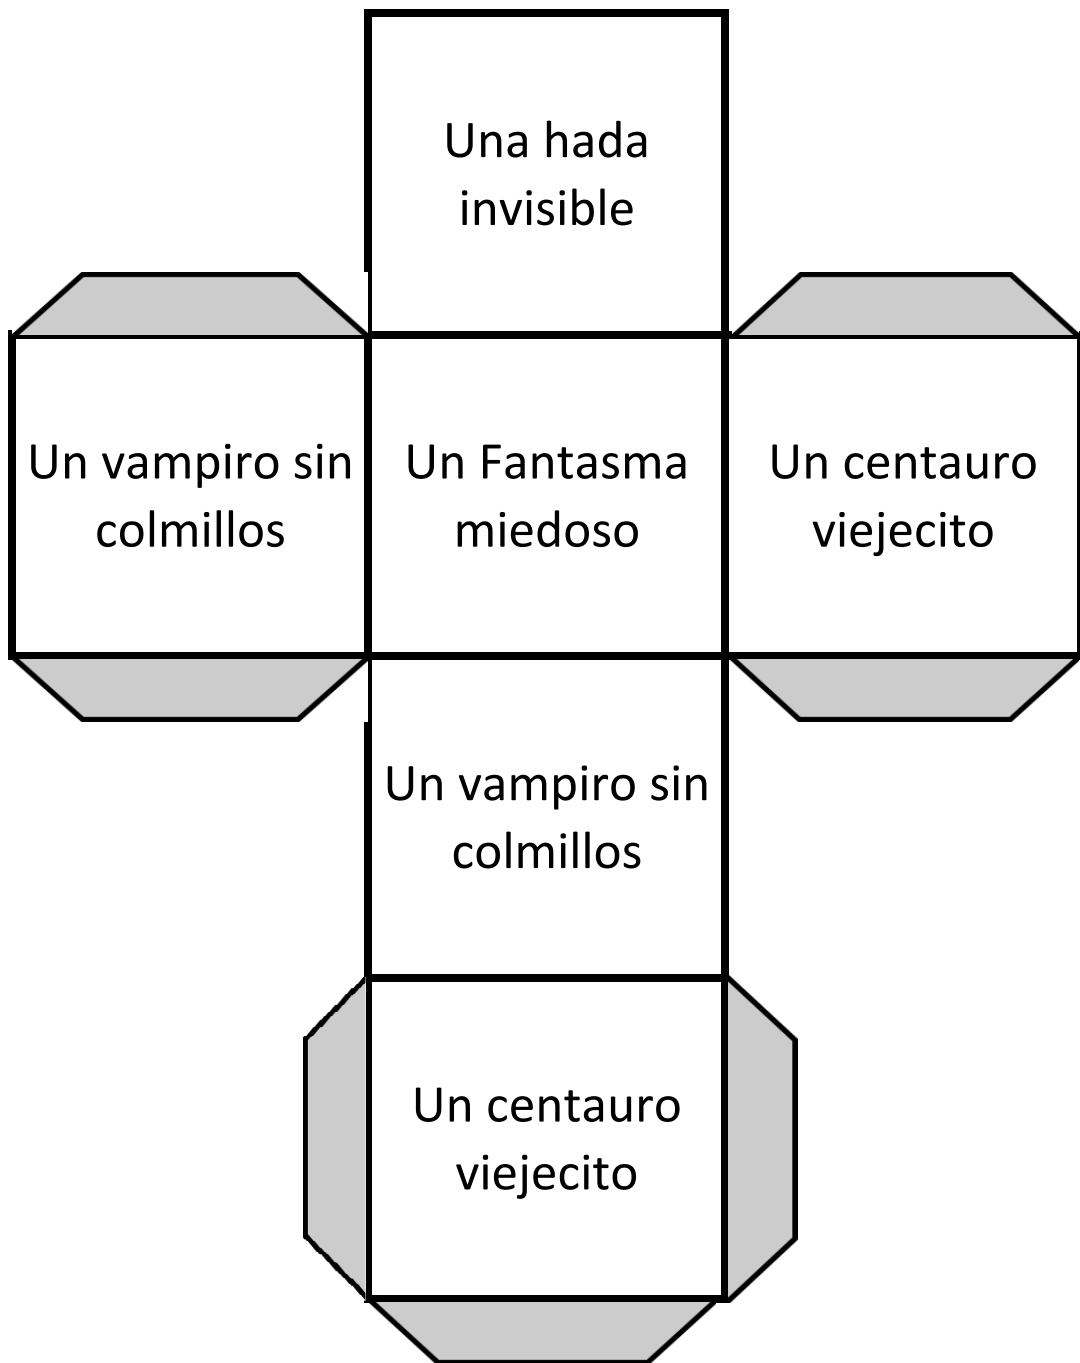 Una hada
invisible
Un vampiro sin
colmillos
Un Fantasma
miedoso
Un centauro
viejecito
Un vampiro sin
colmillos
Un centauro
viejecito